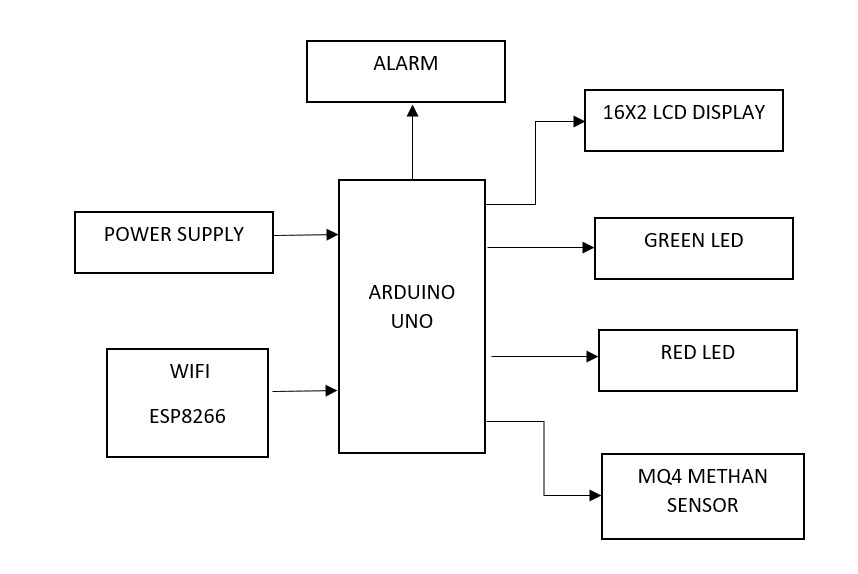 ALARM
16X2 LCD DISPLAY
POWER SUPPLY
GREEN LED
ARDUINO
UNO
RED LED
WIFI
ESP8266
MQ4 METHAN
SENSOR